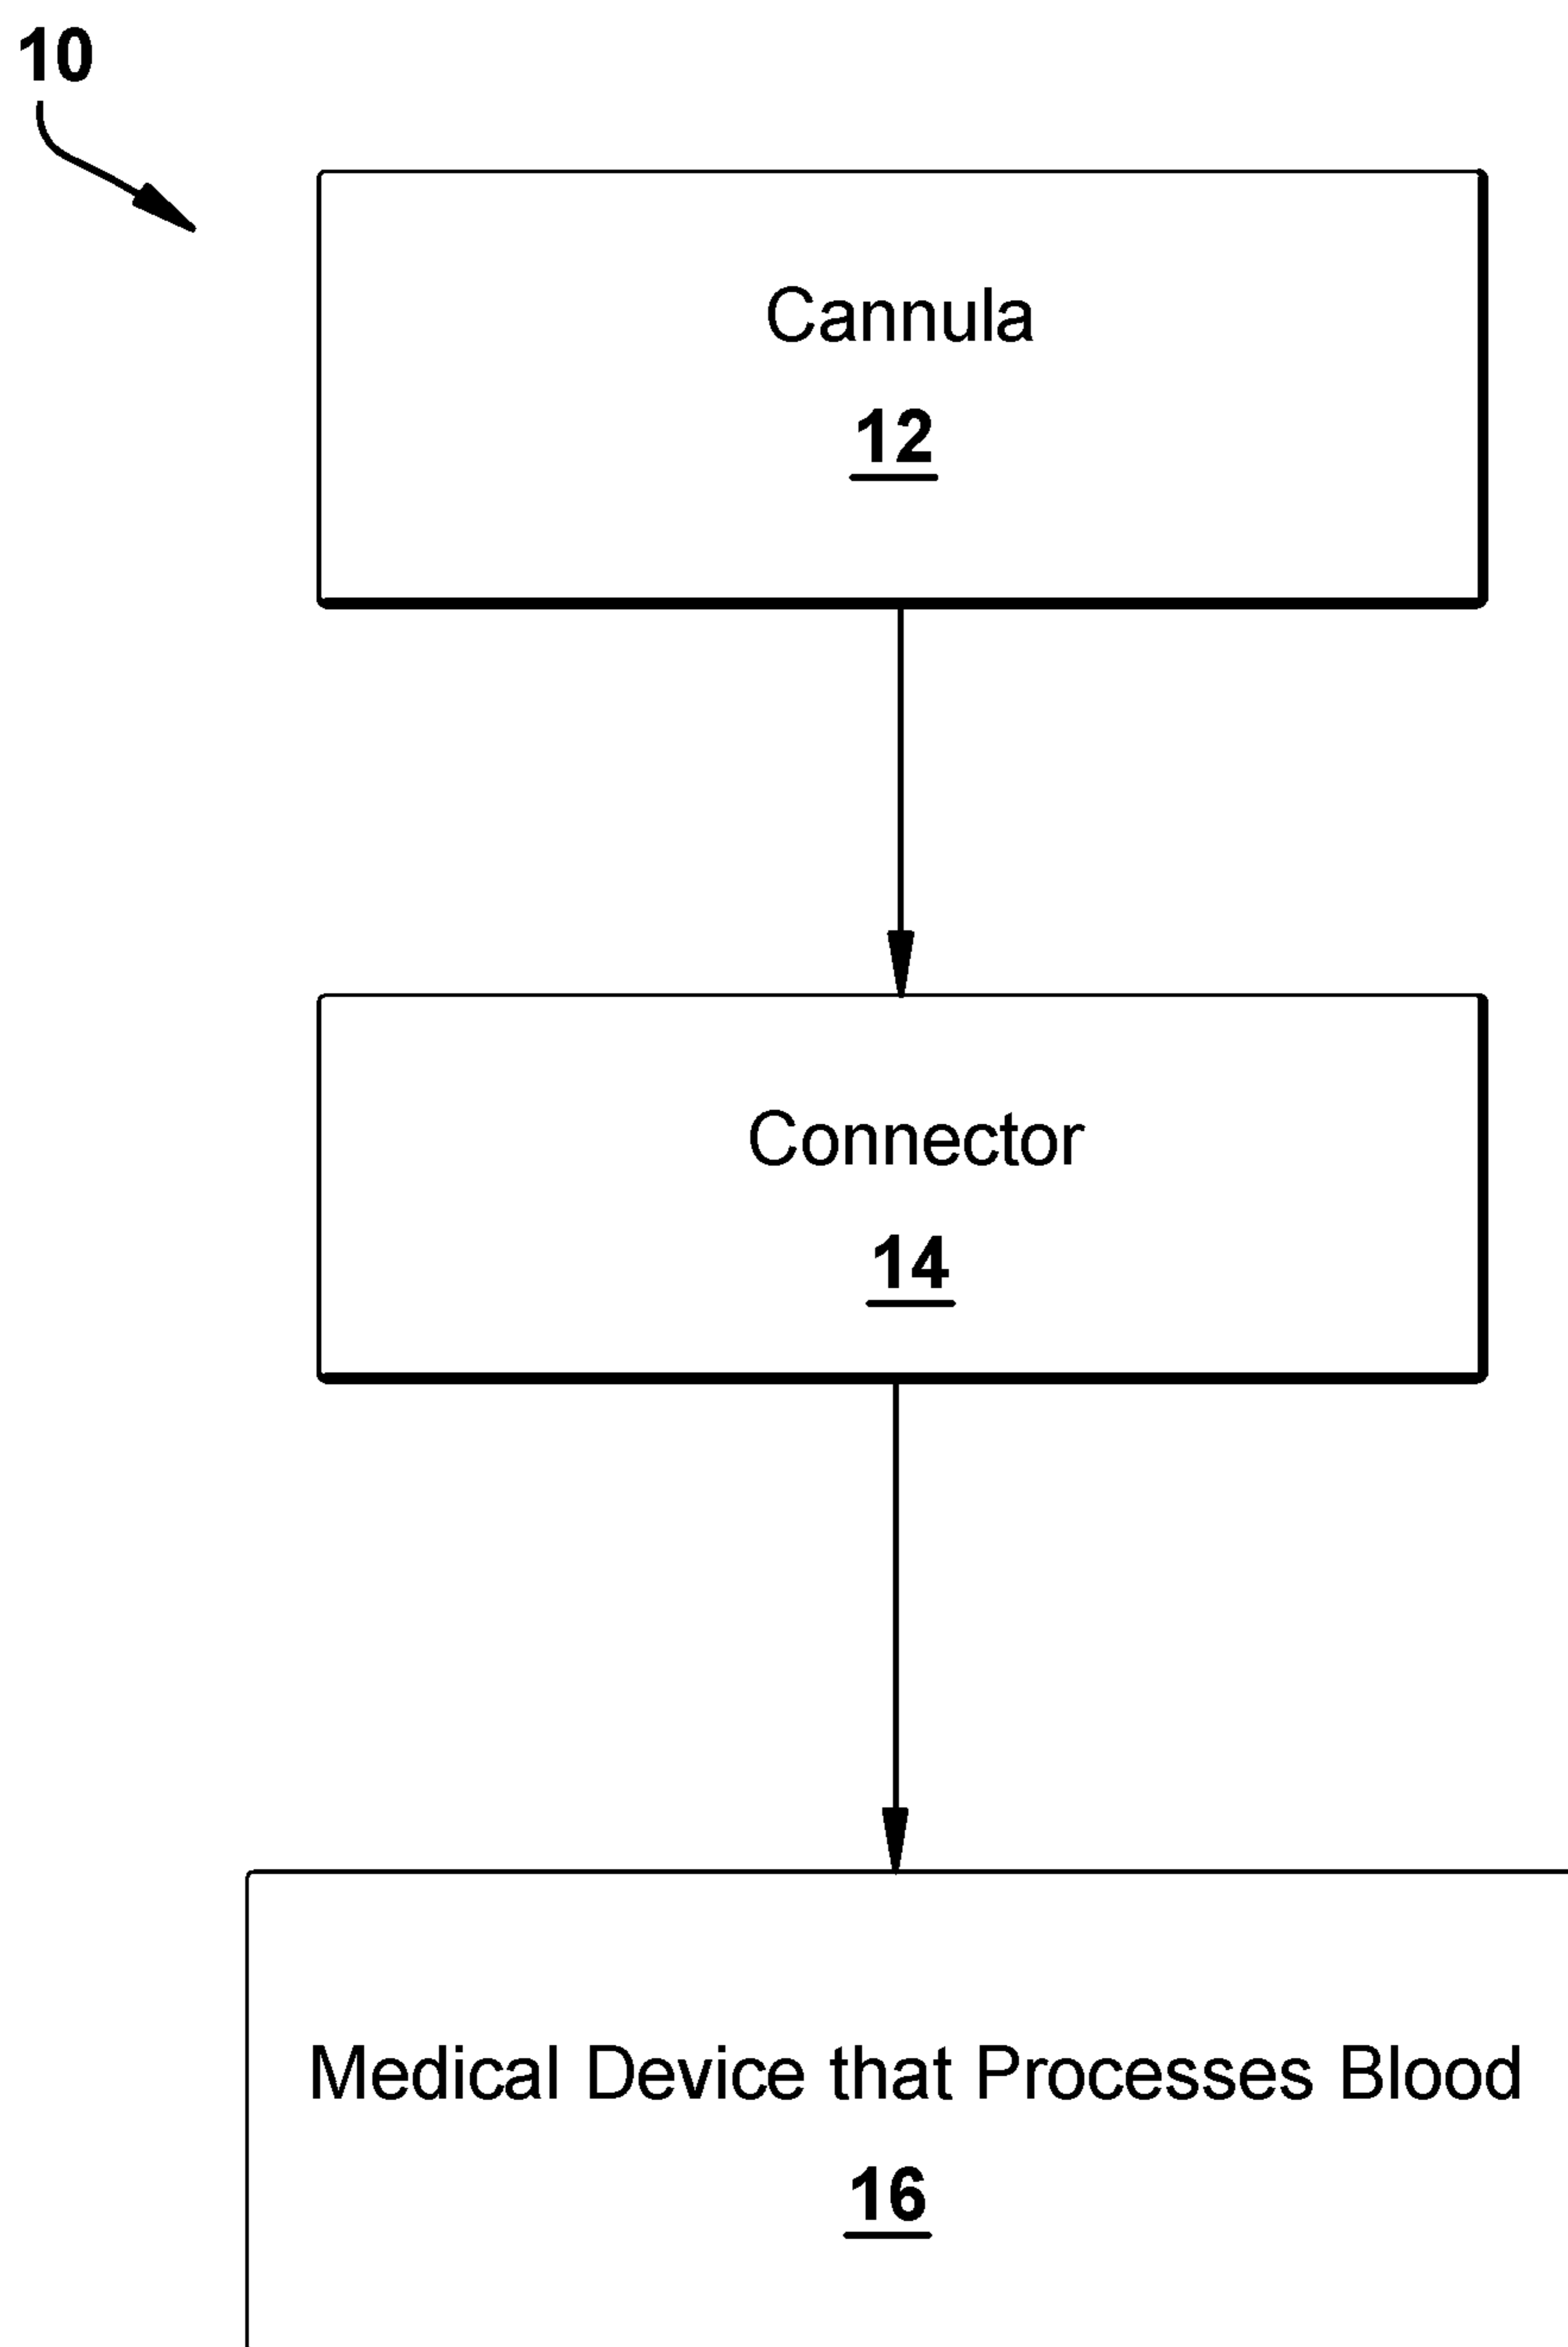 10
Cannula
12
Connector
14
Medical Device that Processes Blood
16